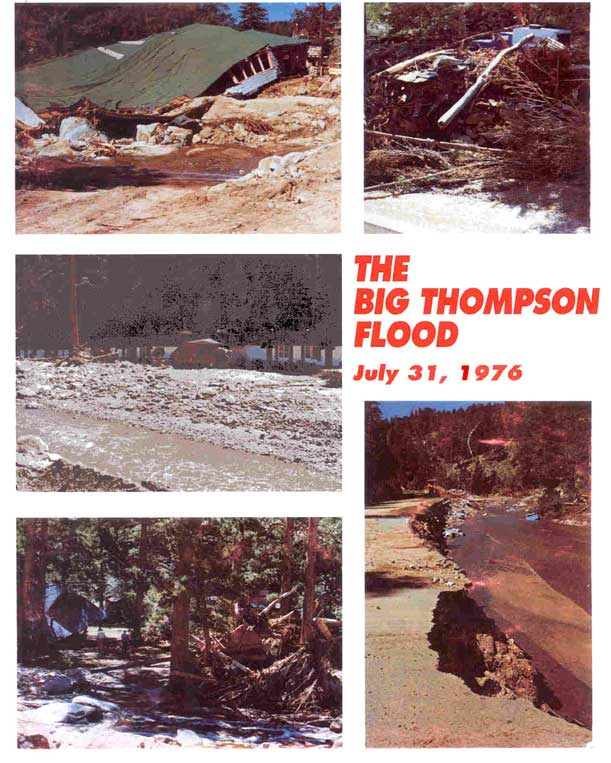 THE
BIG THOMPSON
FLOOD
July 31, 1976